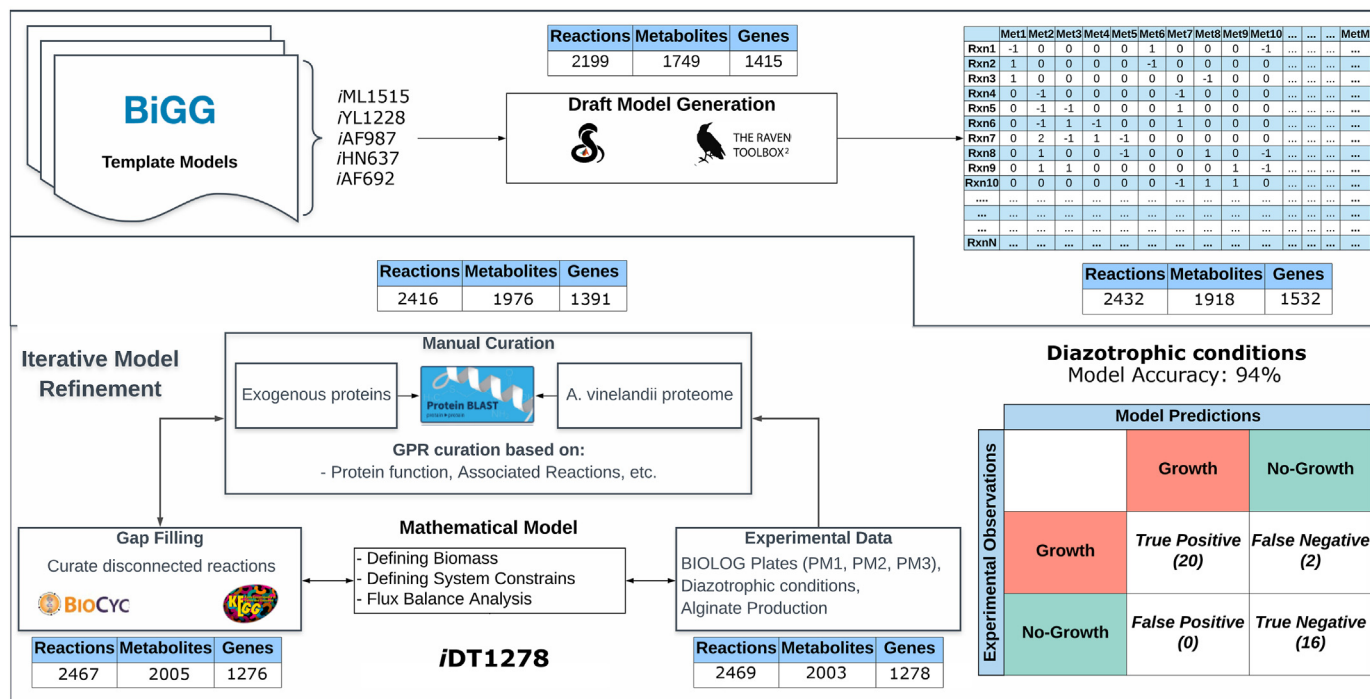 BiGG
Template Models
iML1515
iYL1228
iAF987
iHN637
iAF692
Reactions Metabolites Genes
2199 1749 1415
Draft Model Generation
THE RAVEN
TOOLBOX²
Met1 Met2 Met3 Met4 Met5 Met6 Met7 Met8 Met9 Met10 ... ... ... MetM
Rxn1 -1 0 0 0 0 1 0 0 0 -1 ... ... ... ...
Rxn2 1 0 0 0 0 -1 0 0 0 0 ... ... ... ...
Rxn3 1 0 0 0 0 0 0 -1 0 0 ... ... ... ...
Rxn4 0 -1 0 0 0 0 -1 0 0 0 ... ... ... ...
Rxn5 0 -1 -1 0 0 0 1 0 0 0 ... ... ... ...
Rxn6 0 -1 1 -1 0 0 1 0 0 0 ... ... ... ...
Rxn7 0 2 -1 1 -1 0 0 0 0 0 ... ... ... ...
Rxn8 0 1 0 0 -1 0 0 1 0 -1 ... ... ... ...
Rxn9 0 1 1 0 0 0 0 0 1 -1 ... ... ... ...
Rxn10 0 0 0 0 0 0 -1 1 1 0 ... ... ... ...
.... ... ... ... ... ... ... ... ... ... ... ... ... ... ...
... ... ... ... ... ... ... ... ... ... ... ... ... ... ...
... ... ... ... ... ... ... ... ... ... ... ... ... ... ...
RxnN ... ... ... ... ... ... ... ... ... ... ... ... ... ...
Reactions Metabolites Genes
2432 1918 1532
Reactions Metabolites Genes
2416 1976 1391
Iterative Model
Refinement
Manual Curation
Exogenous proteins
Protein BLAST
protein ▸ protein
A. vinelandii proteome
GPR curation based on:
- Protein function, Associated Reactions, etc.
Gap Filling
Curate disconnected reactions
BIOCYC
KEGG
Reactions Metabolites Genes
2467 2005 1276
Mathematical Model
- Defining Biomass
- Defining System Constrains
- Flux Balance Analysis
iDT1278
Experimental Data
BIOLOG Plates (PM1, PM2, PM3),
Diazotrophic conditions,
Alginate Production
Reactions Metabolites Genes
2469 2003 1278
Diazotrophic conditions
Model Accuracy: 94%
Model Predictions
Experimental Observations
Growth No-Growth
Growth
True Positive
(20)
False Negative
(2)
No-Growth
False Positive
(0)
True Negative
(16)